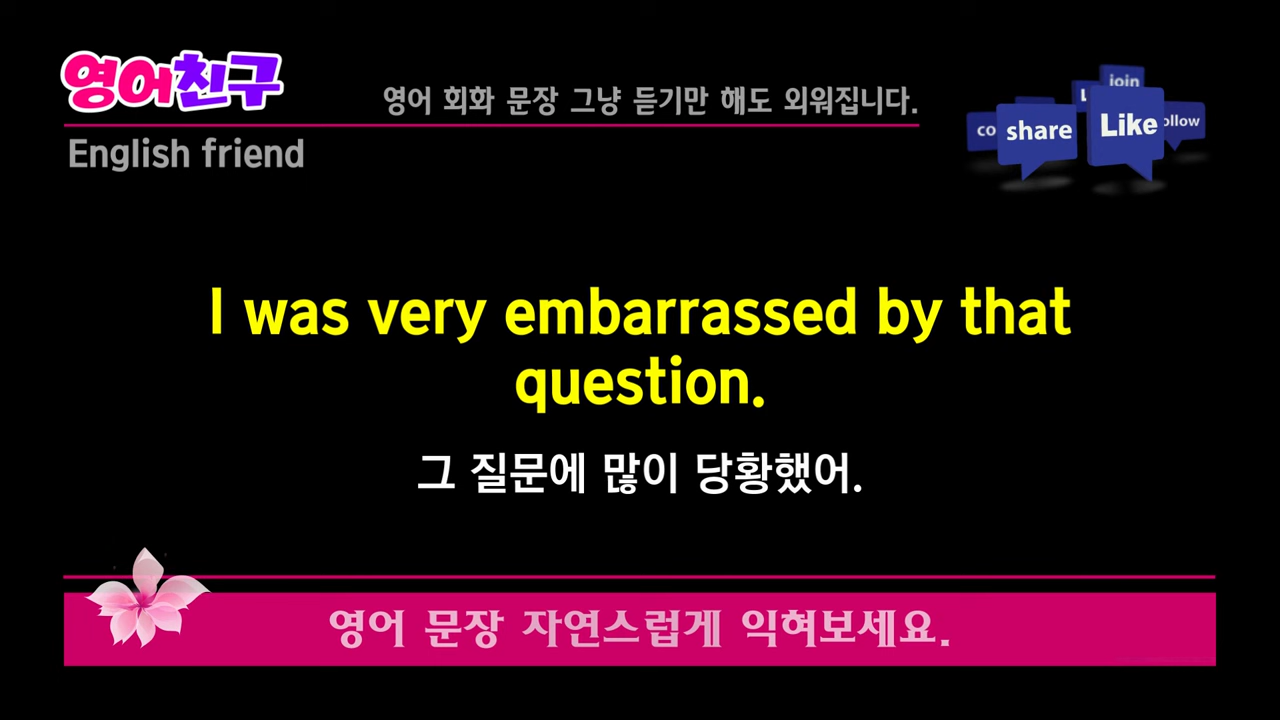 영어친구
영어 회화 문장 그냥 듣기만 해도 외워집니다.
English friend
join
co
share
Like
ollow
I was very embarrassed by that
question.
그 질문에 많이 당황했어.
영어 문장 자연스럽게 익혀보세요.